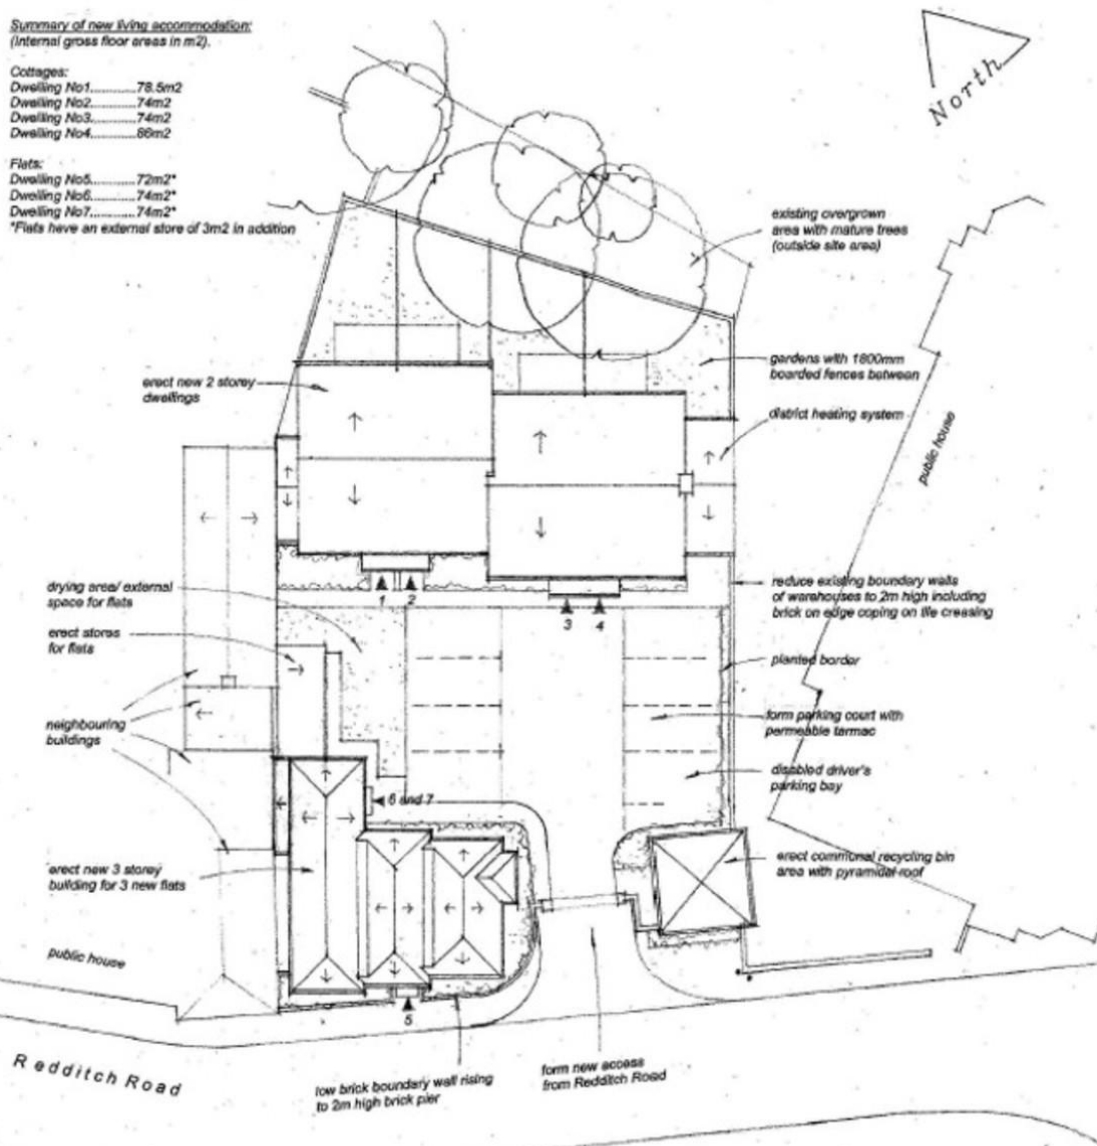 Summary of new living accommodation:
(Internal gross floor areas in m2).
Cottages:
Dwelling No1...........78.5m2
Dwelling No2...........74m2
Dwelling No3...........74m2
Dwelling No4...........86m2
Flats:
Dwelling No5...........72m2*
Dwelling No6...........74m2*
Dwelling No7...........74m2*
*Flats have an external store of 3m2 in addition
North
existing overgrown
area with mature trees
(outside site area)
gardens with 1800mm
boarded fences between
erect new 2 storey
dwellings
district heating system
public house
drying area/ external
space for flats
1
2
3
4
reduce existing boundary walls
of warehouses to 2m high including
brick on edge coping on tile creasing
erect stores
for flats
planted border
neighbouring
buildings
form parking court with
permeable tarmac
disabled driver's
parking bay
6 and 7
erect new 3 storey
building for 3 new flats
erect communal recycling bin
area with pyramidal roof
public house
5
Redditch Road
low brick boundary wall rising
to 2m high brick pier
form new access
from Redditch Road